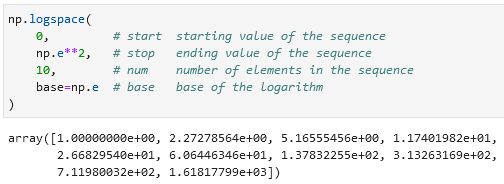 np.logspace(
    0,         # start  starting value of the sequence
    np.e**2,   # stop   ending value of the sequence
    10,        # num    number of elements in the sequence
    base=np.e  # base   base of the logarithm
)
array([1.00000000e+00, 2.27278564e+00, 5.16555456e+00, 1.17401982e+01,
       2.66829540e+01, 6.06446346e+01, 1.37832255e+02, 3.13263169e+02,
       7.11980032e+02, 1.61817799e+03])